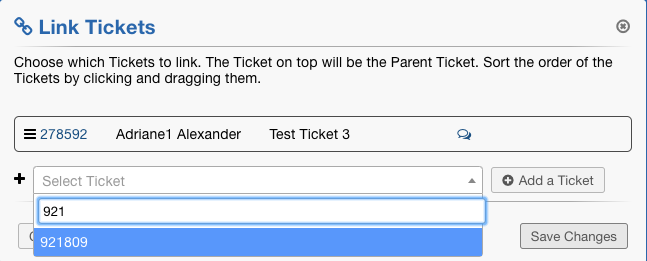 Link Tickets
Choose which Tickets to link. The Ticket on top will be the Parent Ticket. Sort the order of the
Tickets by clicking and dragging them.
278592 Adriane1 Alexander Test Ticket 3
Select Ticket Add a Ticket
921
921809
Save Changes